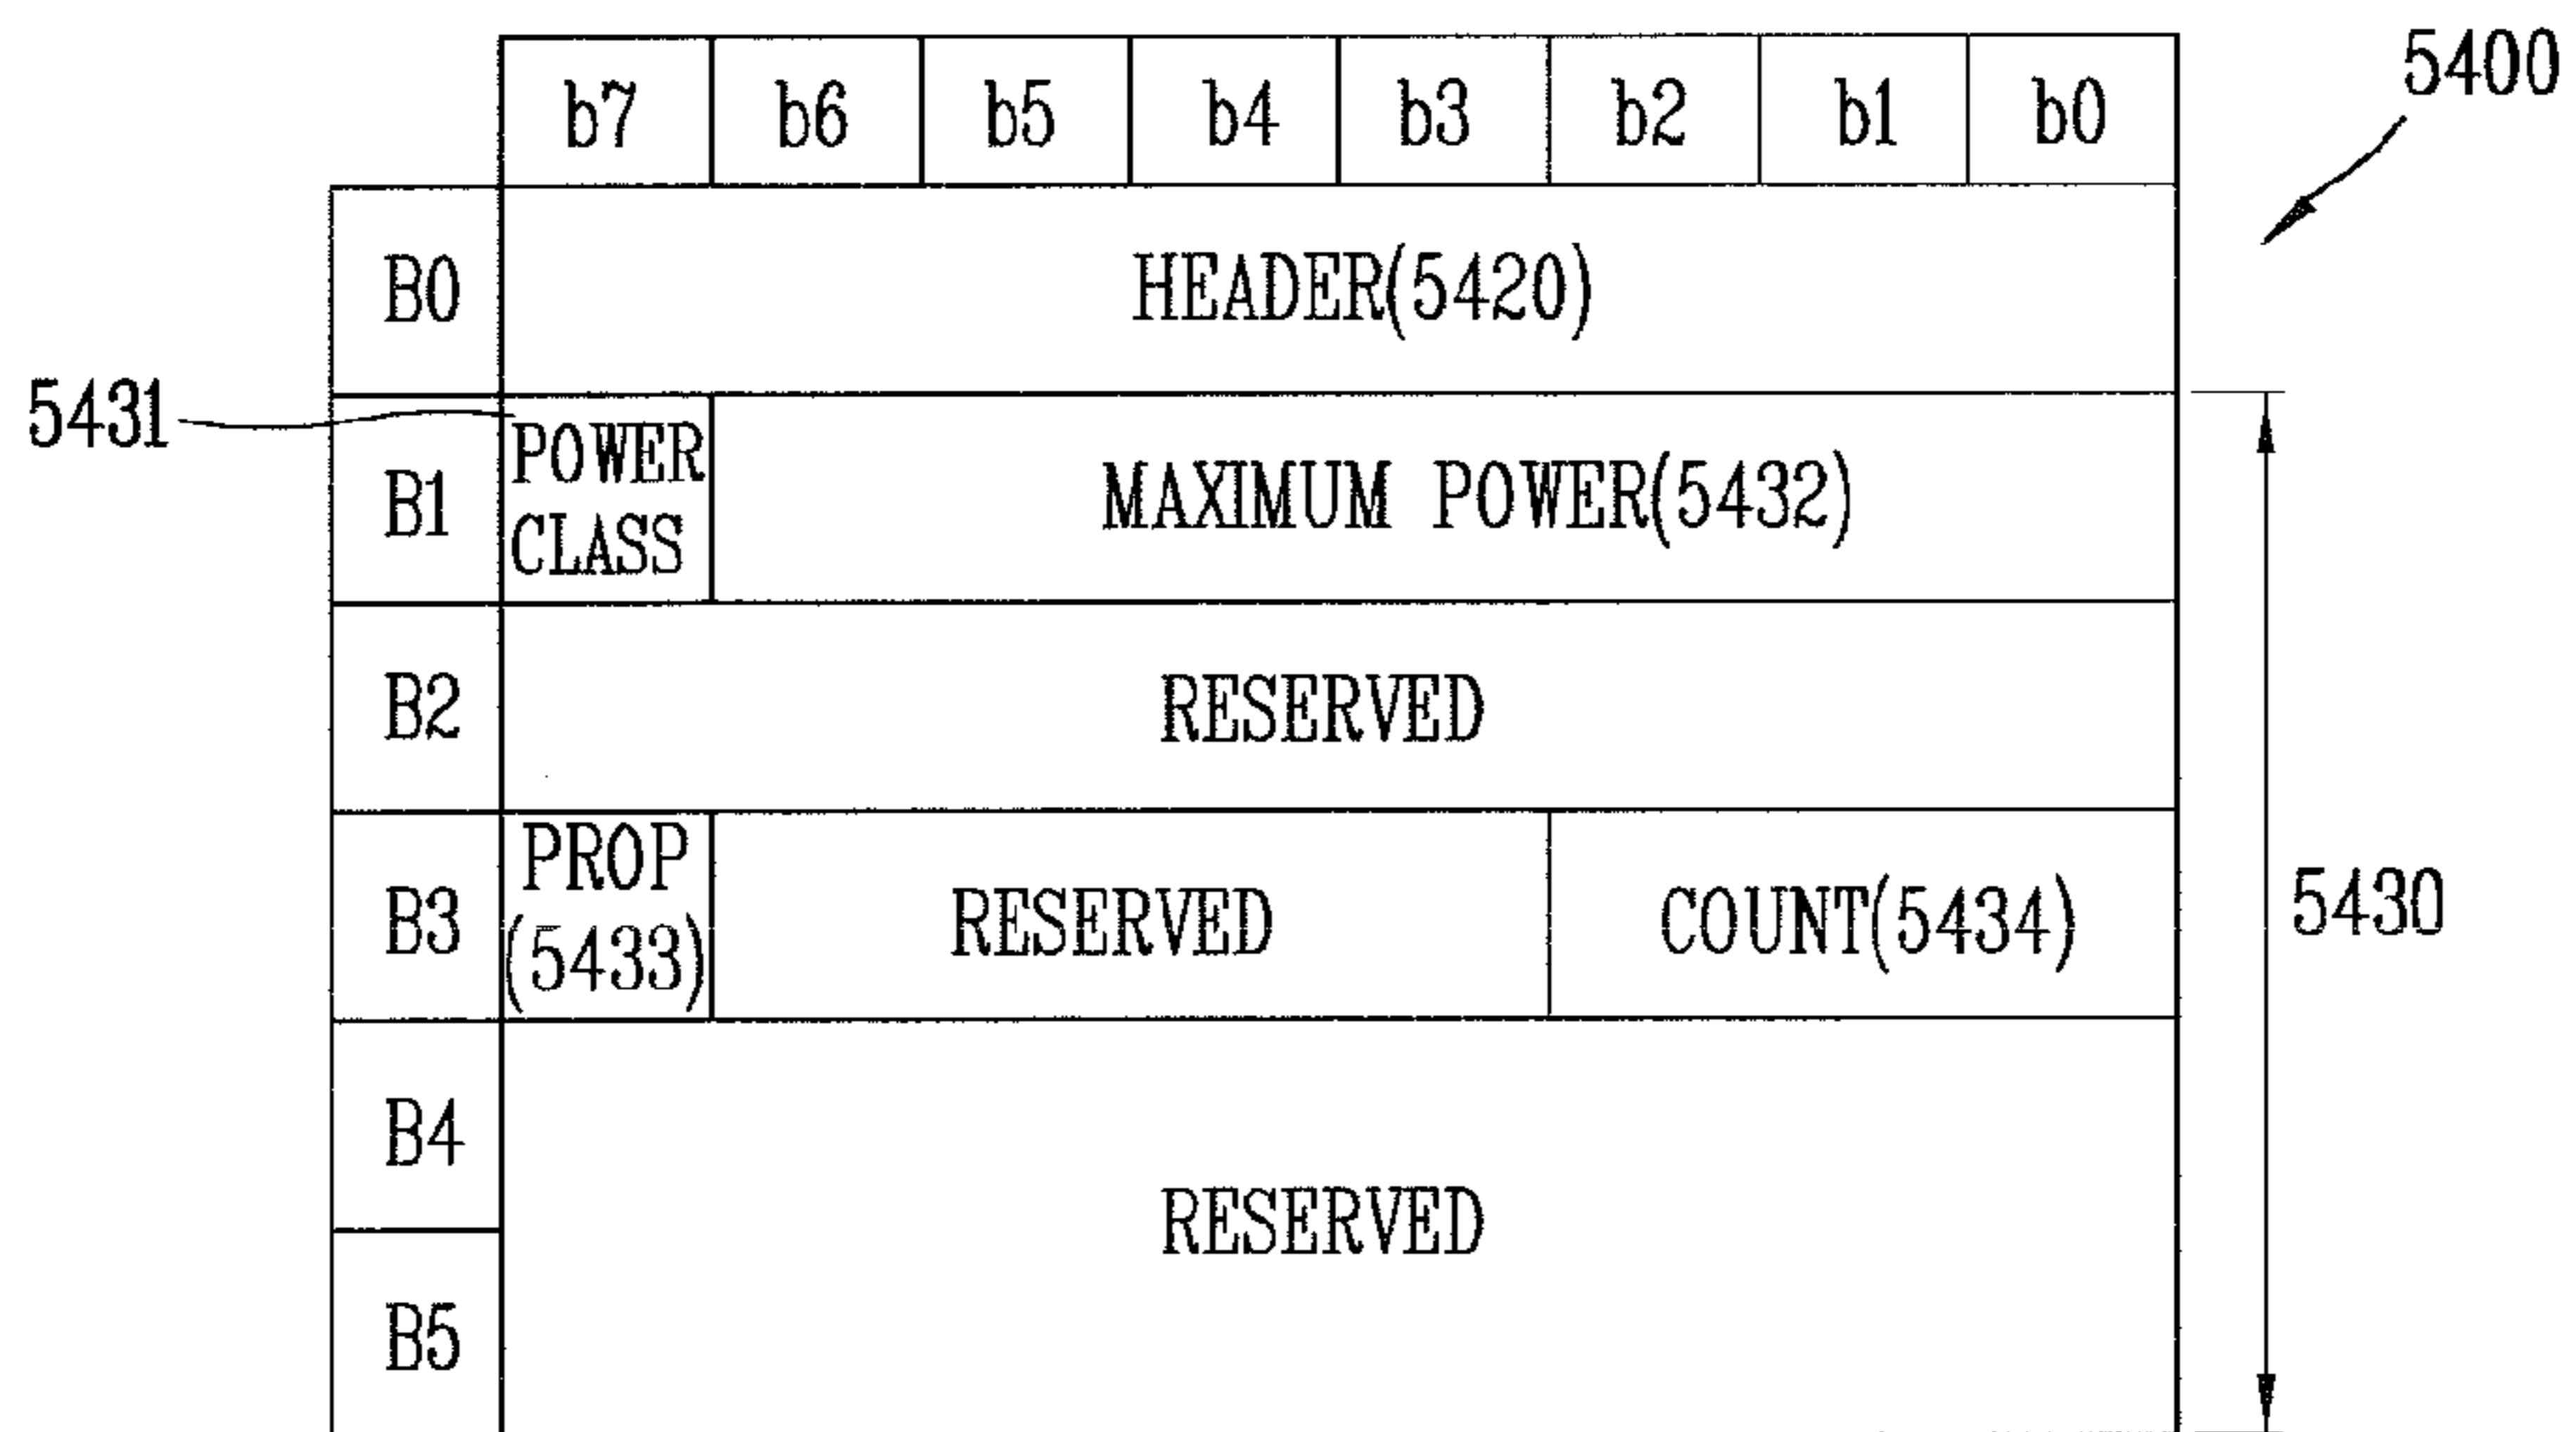 b7 b6 b5 b4 b3 b2 b1 b0
5400
B0 HEADER(5420)
5431
B1 POWER CLASS MAXIMUM POWER(5432)
B2 RESERVED
B3 PROP (5433) RESERVED COUNT(5434)
5430
B4
RESERVED
B5